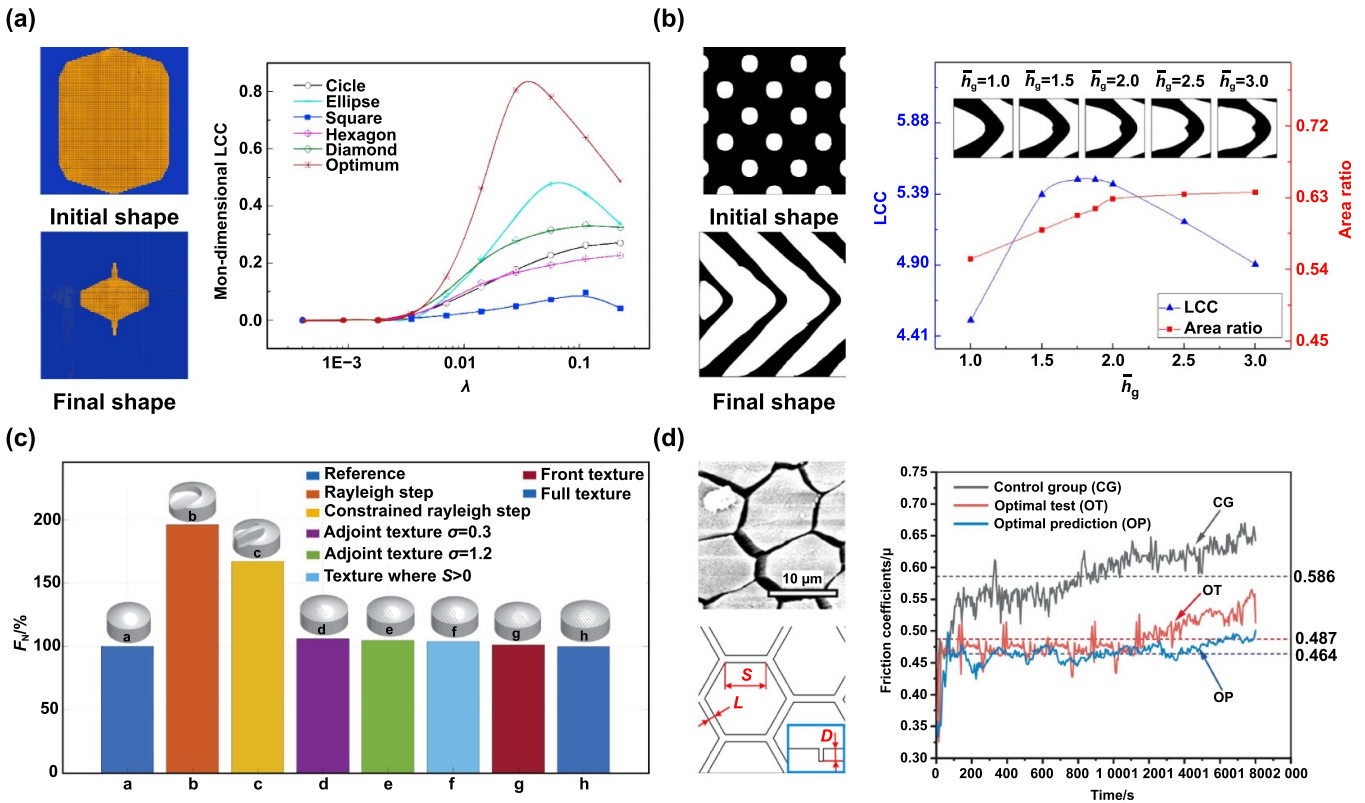 (a)
Initial shape
Final shape
Mon-dimensional LCC
0.8
0.6
0.4
0.2
0.0
Cicle
Ellipse
Square
Hexagon
Diamond
Optimum
1E−3
0.01
0.1
λ
(b)
Initial shape
Final shape
LCC
5.88
5.39
4.90
4.41
h̄g=1.0 h̄g=1.5 h̄g=2.0 h̄g=2.5 h̄g=3.0
LCC
Area ratio
0.72
0.63
0.54
0.45
Area ratio
1.0 1.5 2.0 2.5 3.0
h̄g
(c)
FN/%
200
150
100
50
0
Reference
Rayleigh step
Constrained rayleigh step
Adjoint texture σ=0.3
Adjoint texture σ=1.2
Texture where S>0
Front texture
Full texture
a b c d e f g h
a b c d e f g h
(d)
10 μm
S
L
D
Friction coefficients/μ
0.75
0.70
0.65
0.60
0.55
0.50
0.45
0.40
0.35
0.30
Control group (CG)
Optimal test (OT)
Optimal prediction (OP)
CG
OT
OP
0.586
0.487
0.464
0 200 400 600 800 1 0001 200 1 4001 6001 8002 000
Time/s